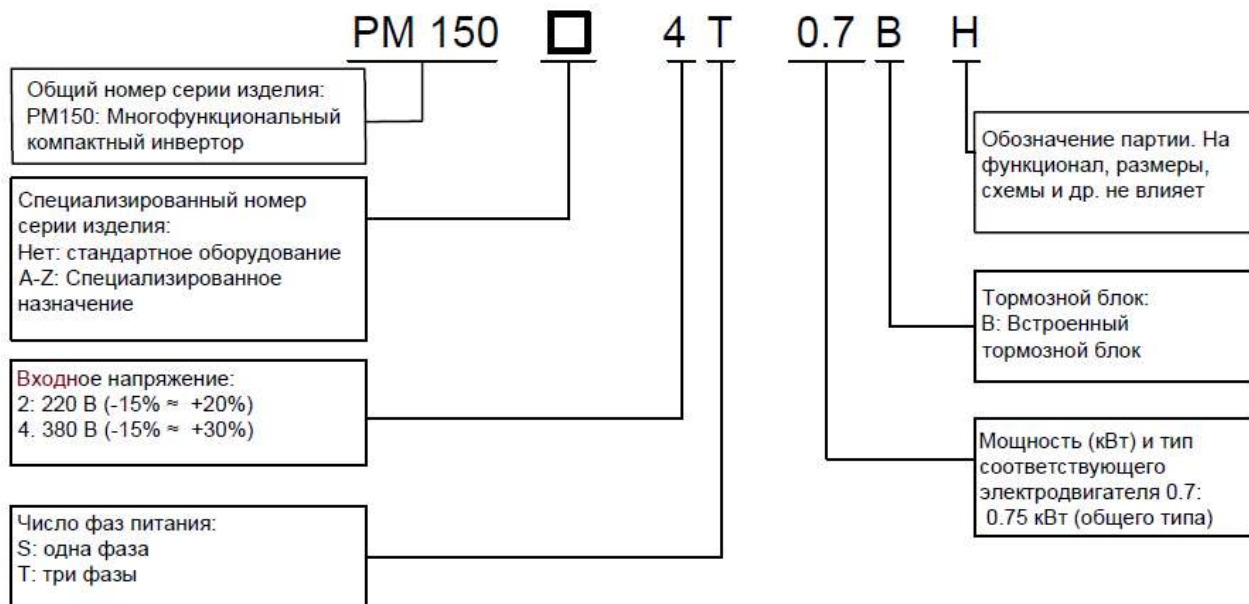 PM 150 □ 4 T 0.7 B H
Общий номер серии изделия:
PM150: Многофункциональный
компактный инвертор
Специализированный номер
серии изделия:
Нет: стандартное оборудование
A-Z: Специализированное
назначение
Входное напряжение:
2: 220 В (-15% ≈ +20%)
4. 380 В (-15% ≈ +30%)
Число фаз питания:
S: одна фаза
T: три фазы
Обозначение партии. На
функционал, размеры,
схемы и др. не влияет
Тормозной блок:
B: Встроенный
тормозной блок
Мощность (кВт) и тип
соответствующего
электродвигателя 0.7:
0.75 кВт (общего типа)